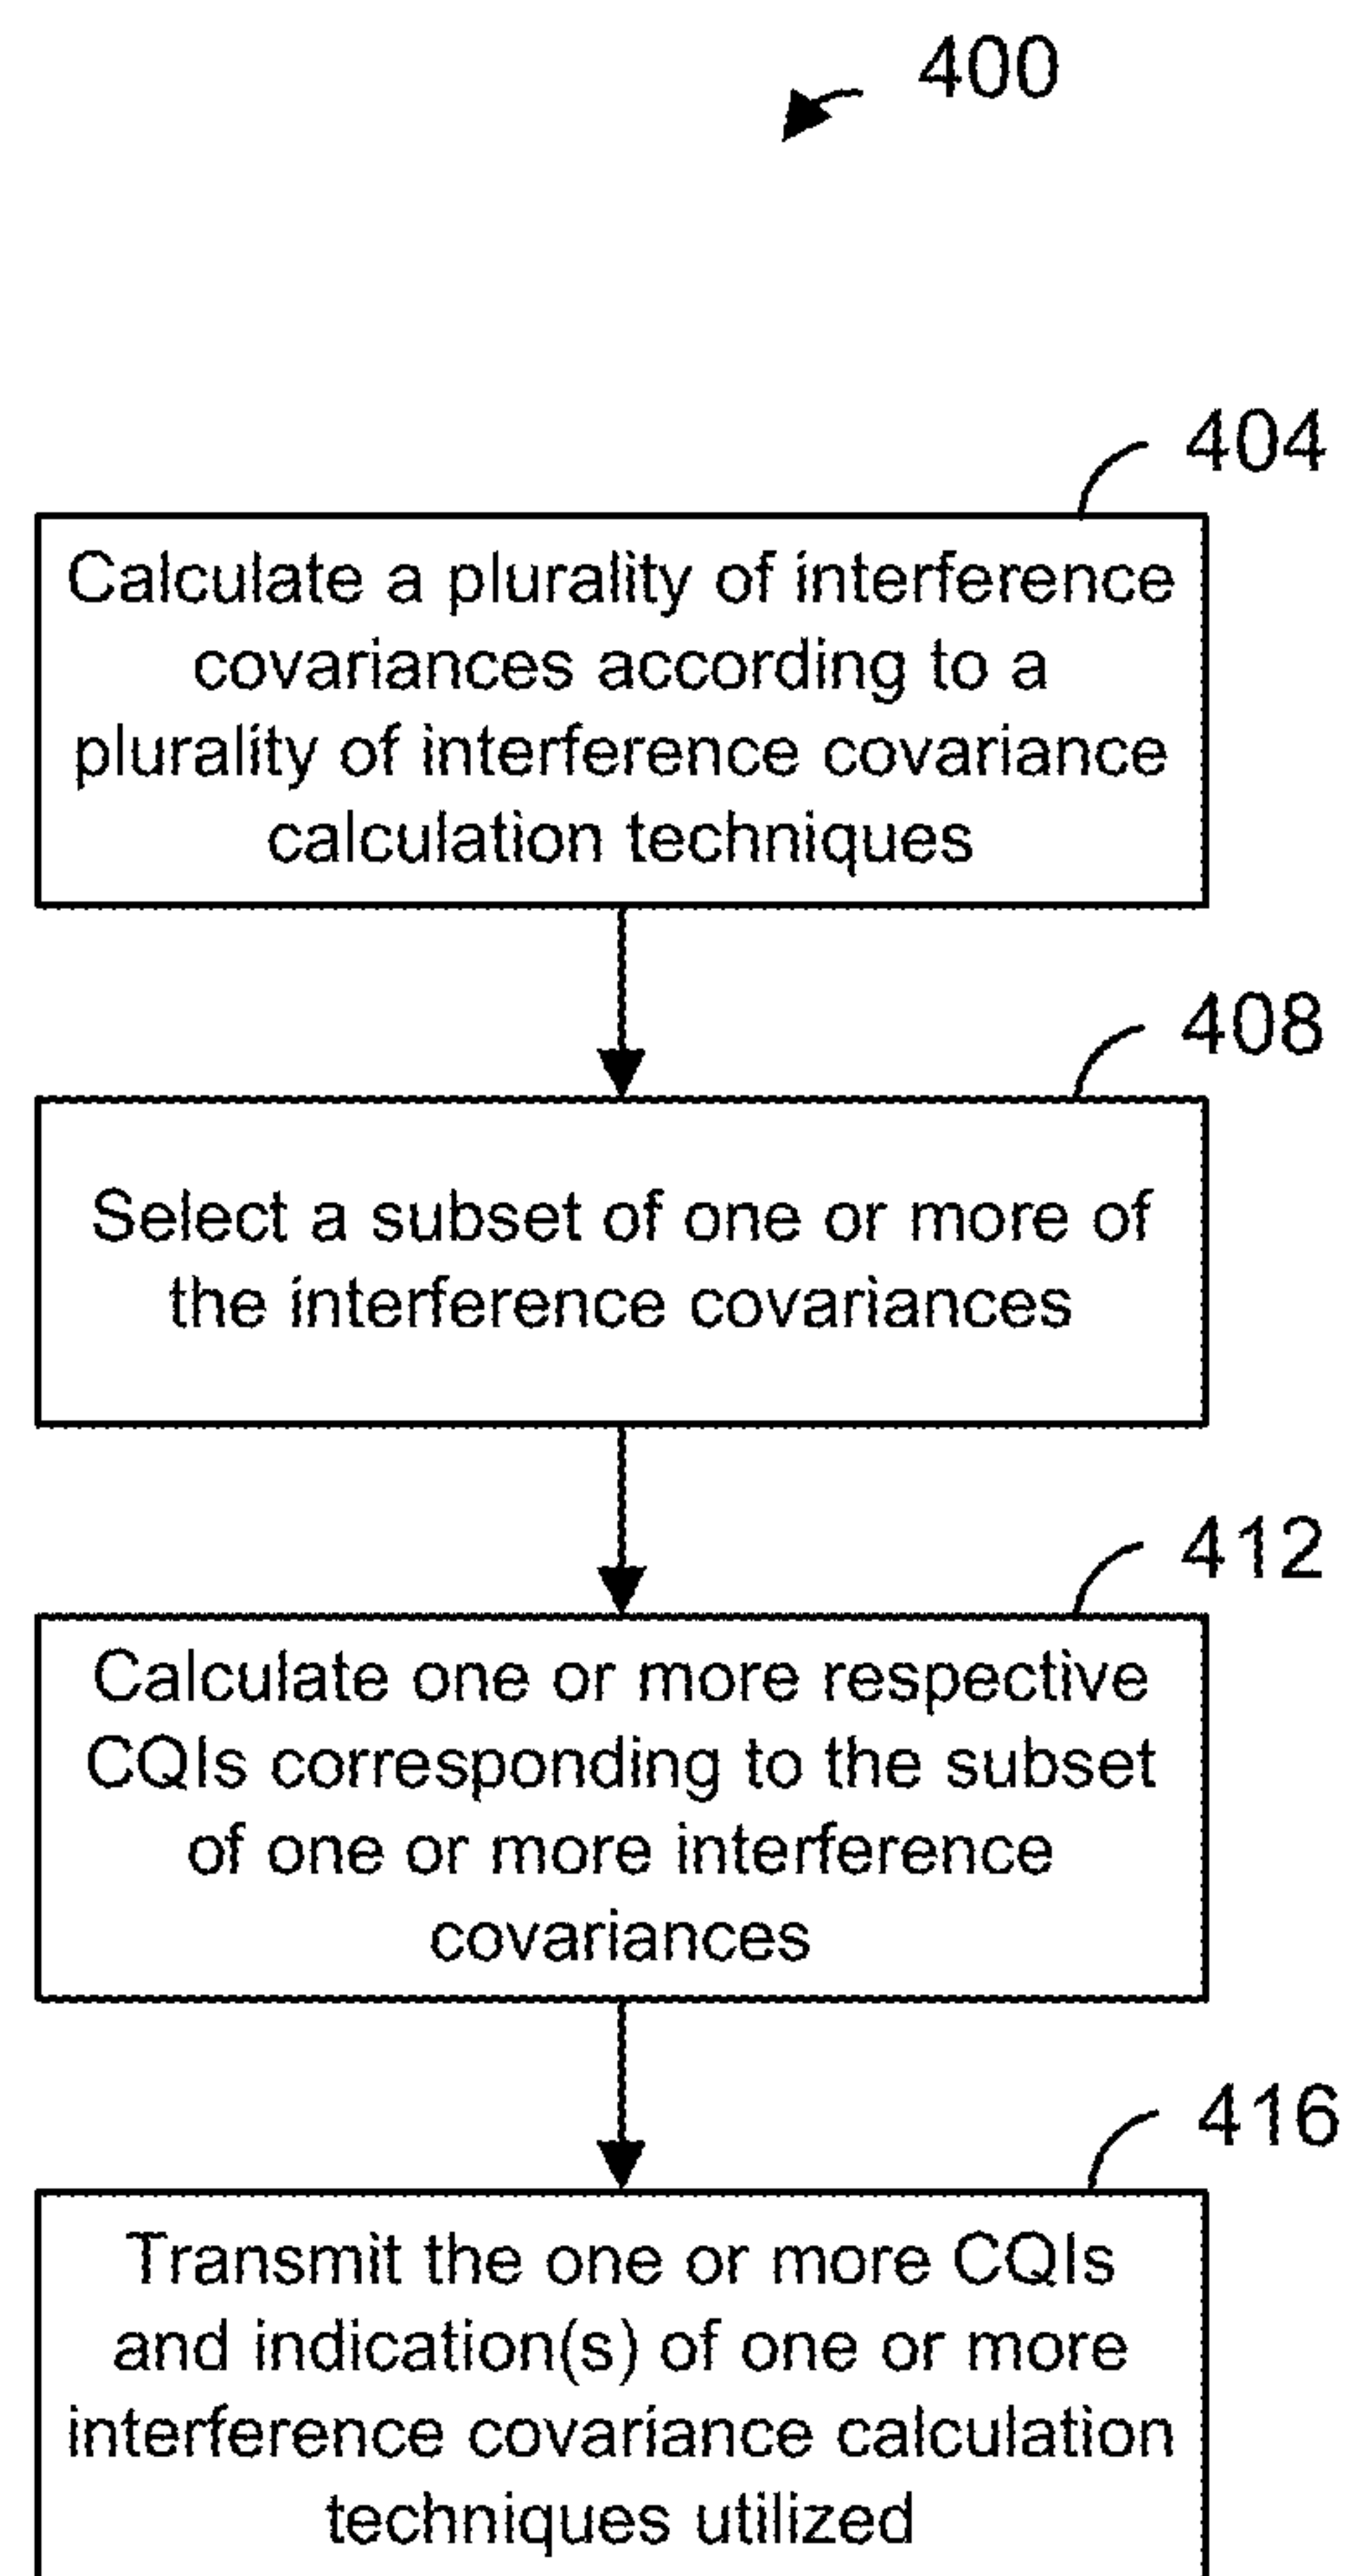 400
404
Calculate a plurality of interference
covariances according to a
plurality of interference covariance
calculation techniques
408
Select a subset of one or more of
the interference covariances
412
Calculate one or more respective
CQIs corresponding to the subset
of one or more interference
covariances
416
Transmit the one or more CQIs
and indication(s) of one or more
interference covariance calculation
techniques utilized